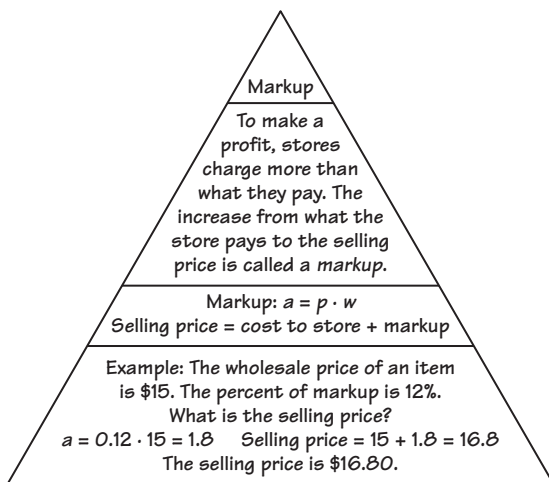 Markup
To make a
profit, stores
charge more than
what they pay. The
increase from what the
store pays to the selling
price is called a markup.
Markup: a = p · w
Selling price = cost to store + markup
Example: The wholesale price of an item
is $15. The percent of markup is 12%.
What is the selling price?
a = 0.12 · 15 = 1.8 Selling price = 15 + 1.8 = 16.8
The selling price is $16.80.